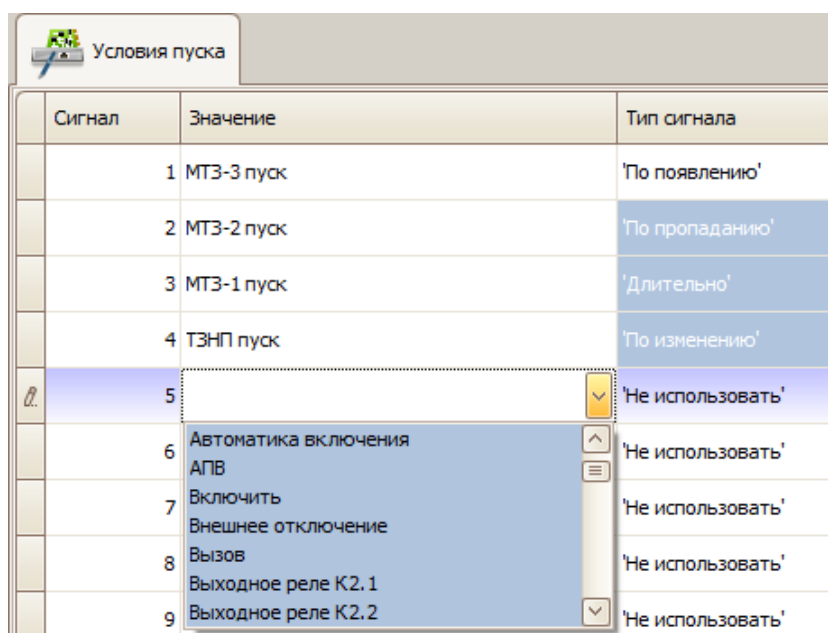 Условия пуска
Сигнал Значение Тип сигнала
1 МТЗ-3 пуск 'По появлению'
2 МТЗ-2 пуск 'По пропаданию'
3 МТЗ-1 пуск 'Длительно'
4 ТЗНП пуск 'По изменению'
5 'Не использовать'
Автоматика включения
6 'Не использовать'
АПВ
Включить
7 'Не использовать'
Внешнее отключение
Вызов
8 'Не использовать'
Выходное реле К2.1
Выходное реле К2.2
9 'Не использовать'